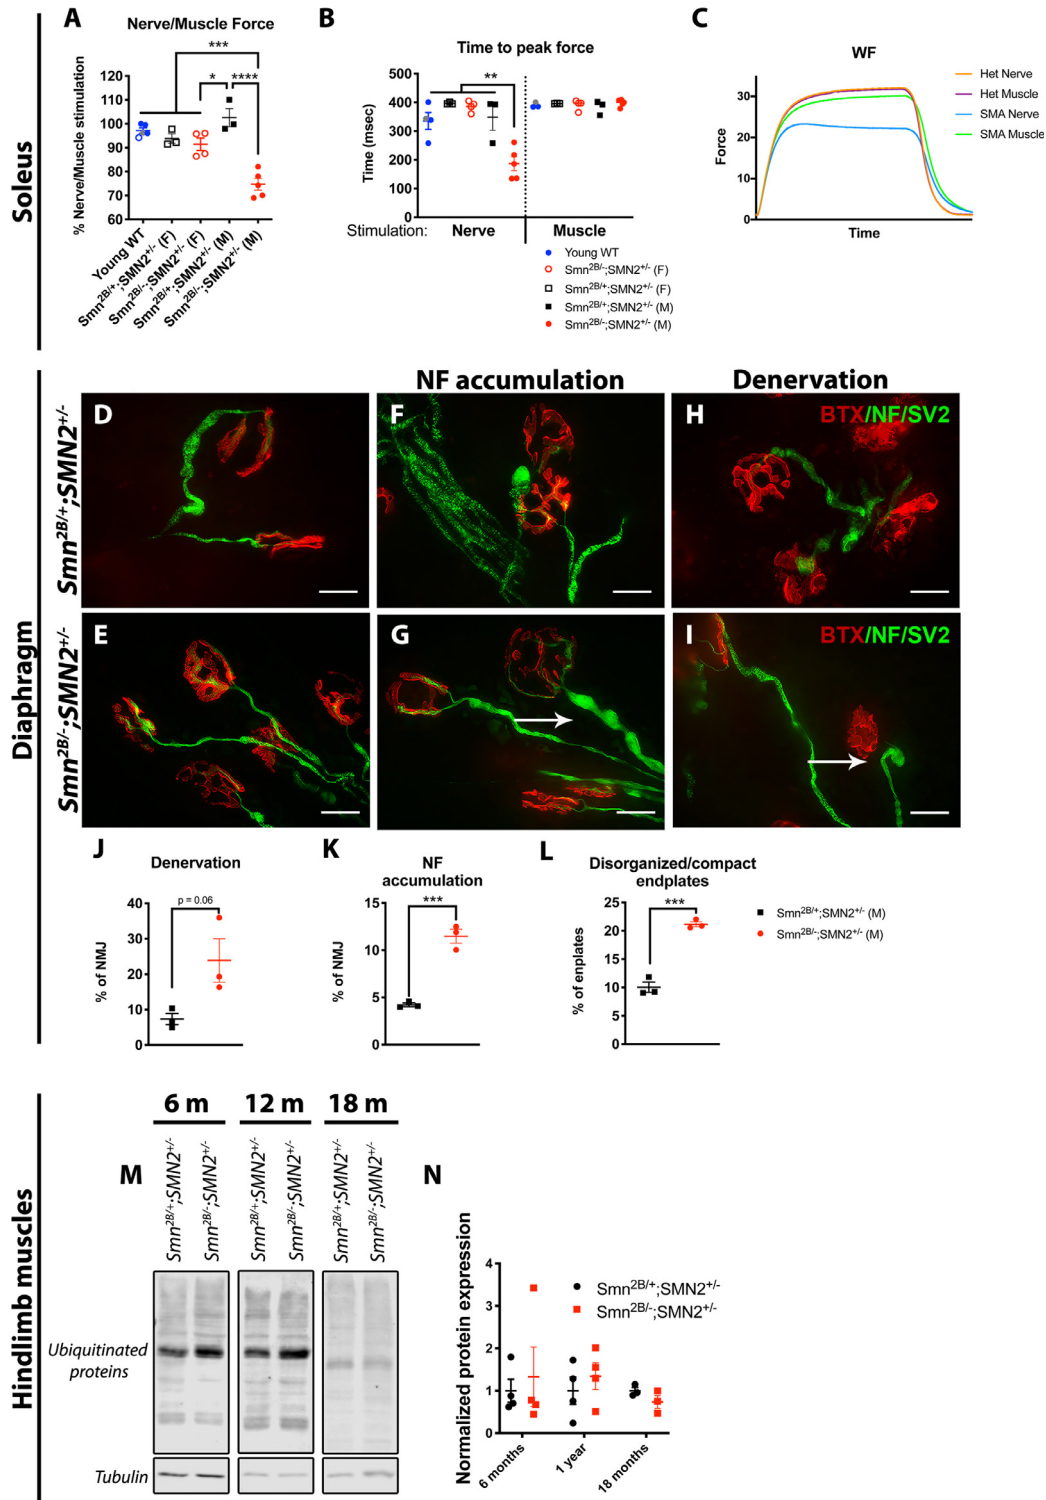 Soleus
A
Nerve/Muscle Force
% Nerve/Muscle stimulation
120
110
100
90
80
70
60
***
*
****
Young WT
Smn2B/+;SMN2+/- (F)
Smn2B/-;SMN2+/- (F)
Smn2B/+;SMN2+/- (M)
Smn2B/-;SMN2+/- (M)
B
Time to peak force
Time (msec)
500
400
300
200
100
0
**
Stimulation: Nerve Muscle
Young WT
Smn2B/-;SMN2+/- (F)
Smn2B/+;SMN2+/- (F)
Smn2B/+;SMN2+/- (M)
Smn2B/-;SMN2+/- (M)
C
WF
Force
30
20
10
0
Time
Het Nerve
Het Muscle
SMA Nerve
SMA Muscle
Diaphragm
NF accumulation
Denervation
Smn2B/+;SMN2+/-
D
F
H
BTX/NF/SV2
Smn2B/-;SMN2+/-
E
G
I
BTX/NF/SV2
J
Denervation
% of NMJ
40
30
20
10
0
p = 0.06
K
NF
accumulation
% of NMJ
15
10
5
0
***
L
Disorganized/compact
endplates
% of enplates
25
20
15
10
5
0
***
Smn2B/+;SMN2+/- (M)
Smn2B/-;SMN2+/- (M)
Hindlimb muscles
M
6 m
12 m
18 m
Smn2B/+;SMN2+/-
Smn2B/-;SMN2+/-
Smn2B/+;SMN2+/-
Smn2B/-;SMN2+/-
Smn2B/+;SMN2+/-
Smn2B/-;SMN2+/-
Ubiquitinated
proteins
Tubulin
N
Normalized protein expression
4
3
2
1
0
Smn2B/+;SMN2+/-
Smn2B/-;SMN2+/-
6 months
1 year
18 months